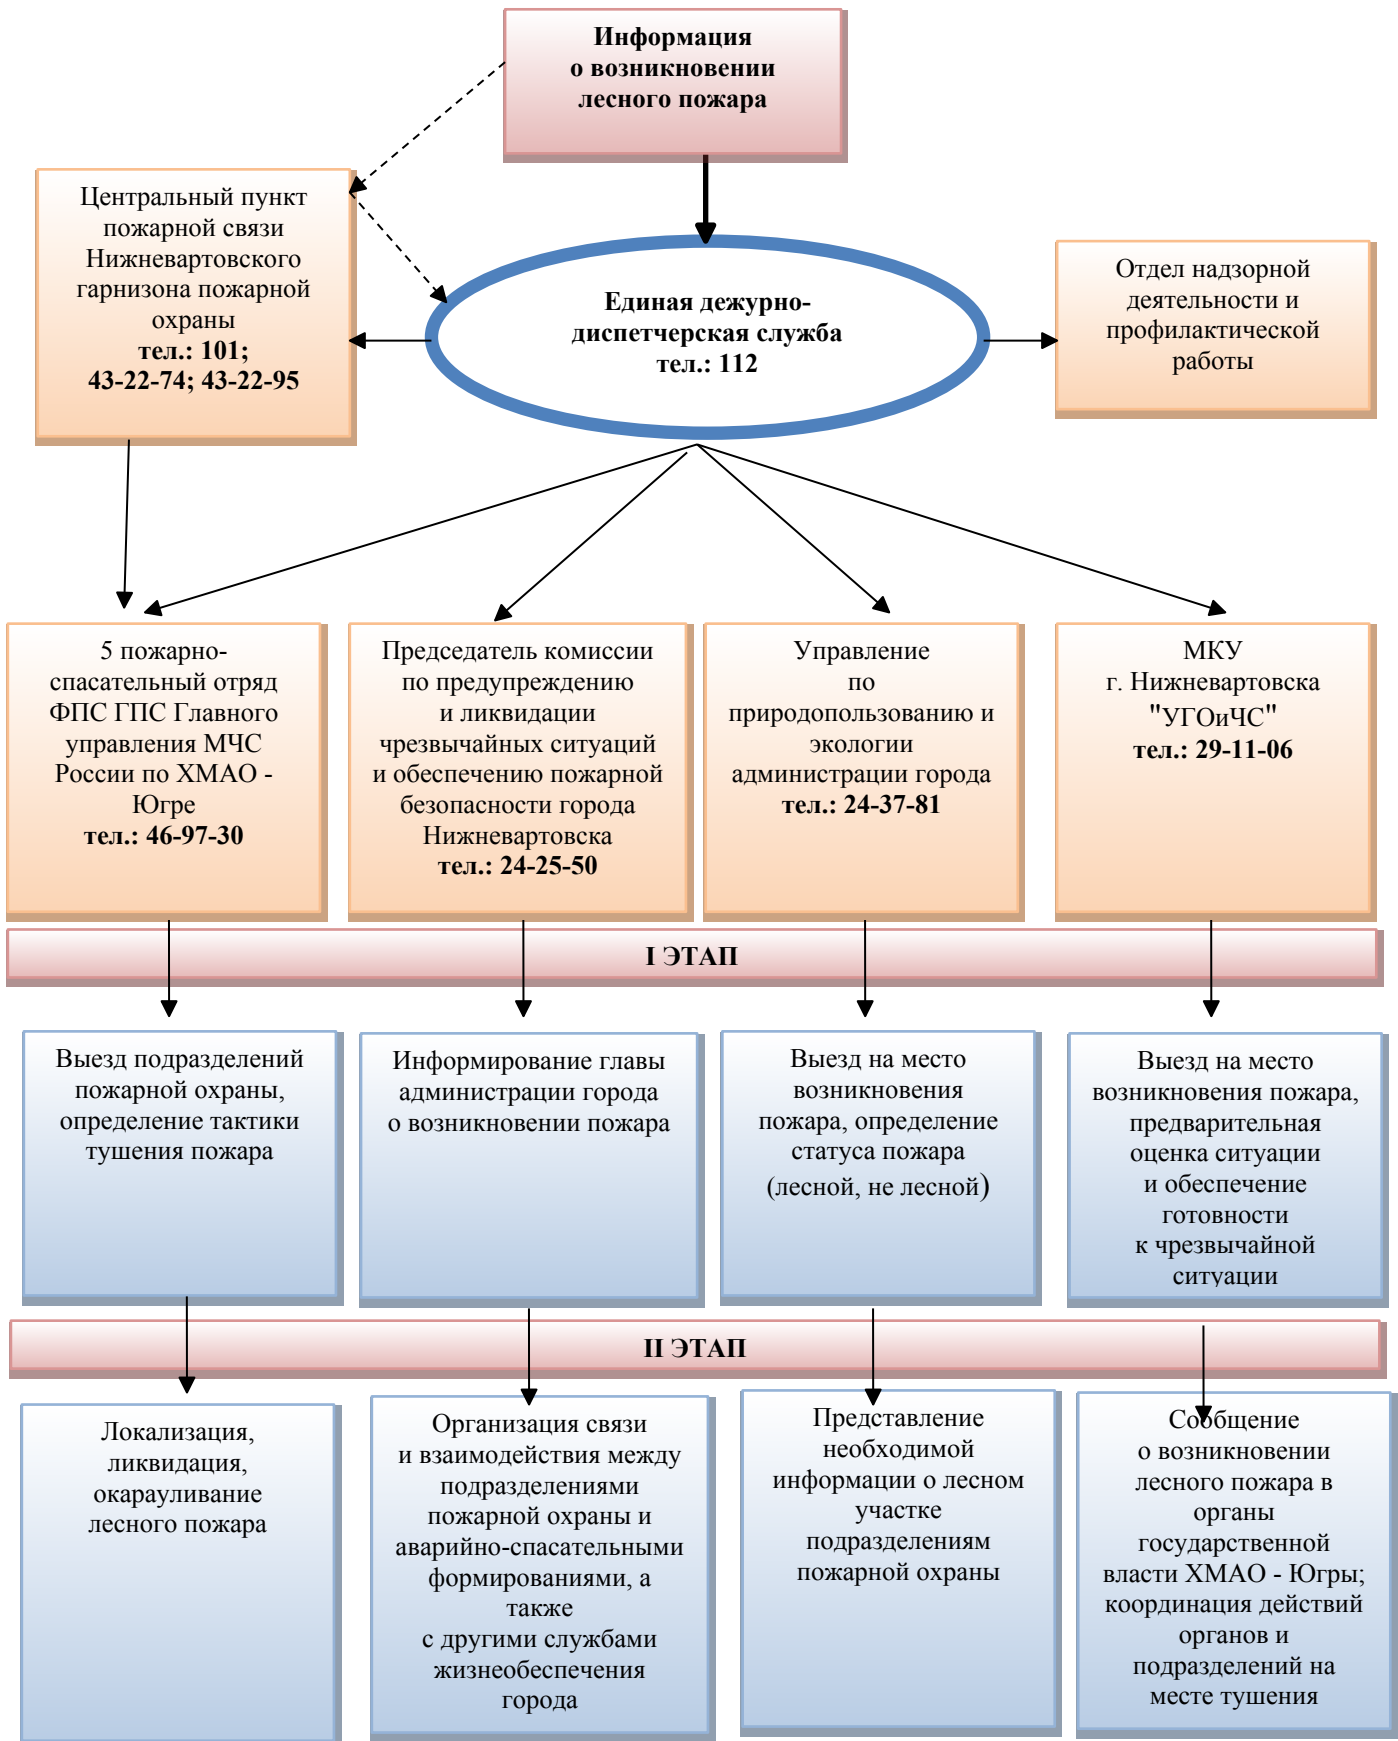 Информация
о возникновении
лесного пожара
Центральный пункт
пожарной связи
Нижневартовского
гарнизона пожарной
охраны
тел.: 101;
43-22-74; 43-22-95
Единая дежурно-
диспетчерская служба
тел.: 112
Отдел надзорной
деятельности и
профилактической
работы
5 пожарно-
спасательный отряд
ФПС ГПС Главного
управления МЧС
России по ХМАО -
Югре
тел.: 46-97-30
Председатель комиссии
по предупреждению
и ликвидации
чрезвычайных ситуаций
и обеспечению пожарной
безопасности города
Нижневартовска
тел.: 24-25-50
Управление
по
природопользованию и
экологии
администрации города
тел.: 24-37-81
МКУ
г. Нижневартовска
"УГОиЧС"
тел.: 29-11-06
I ЭТАП
Выезд подразделений
пожарной охраны,
определение тактики
тушения пожара
Информирование главы
администрации города
о возникновении пожара
Выезд на место
возникновения
пожара, определение
статуса пожара
(лесной, не лесной)
Выезд на место
возникновения пожара,
предварительная
оценка ситуации
и обеспечение
готовности
к чрезвычайной
ситуации
II ЭТАП
Локализация,
ликвидация,
окарауливание
лесного пожара
Организация связи
и взаимодействия между
подразделениями
пожарной охраны и
аварийно-спасательными
формированиями, а
также
с другими службами
жизнеобеспечения
города
Представление
необходимой
информации о лесном
участке
подразделениям
пожарной охраны
Сообщение
о возникновении
лесного пожара в
органы
государственной
власти ХМАО - Югры;
координация действий
органов и
подразделений на
месте тушения